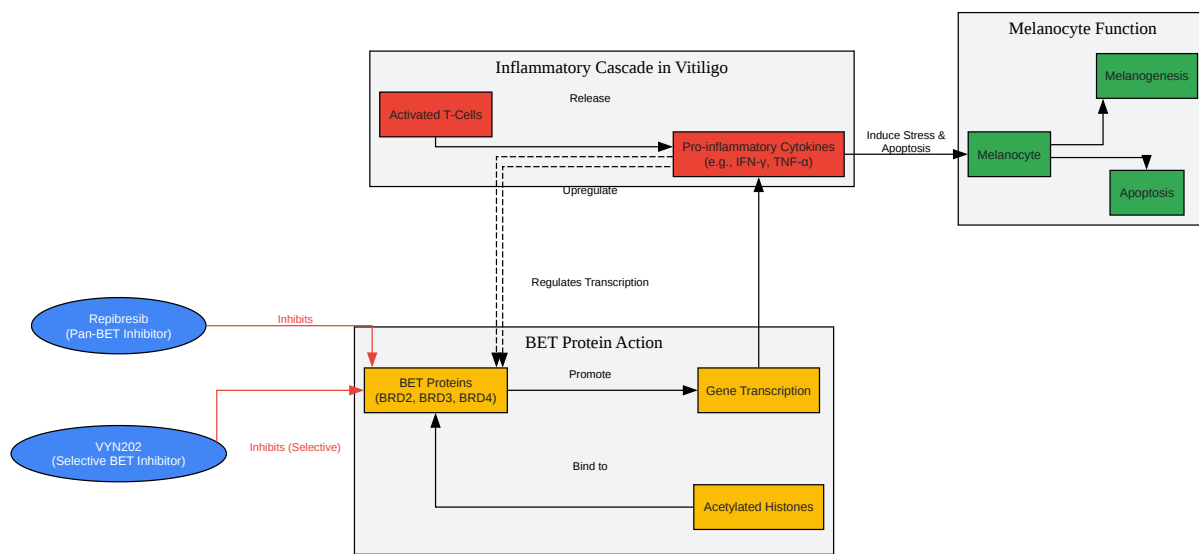 Melanocyte Function
Melanogenesis
Melanocyte
Apoptosis
Inflammatory Cascade in Vitiligo
Release
Activated T-Cells
Pro-inflammatory Cytokines
(e.g., IFN-γ, TNF-α)
Induce Stress &
Apoptosis
Upregulate
Regulates Transcription
Repibresib
(Pan-BET Inhibitor)
Inhibits
BET Protein Action
BET Proteins
(BRD2, BRD3, BRD4)
Promote
Gene Transcription
VYN202
(Selective BET Inhibitor)
Inhibits (Selective)
Bind to
Acetylated Histones